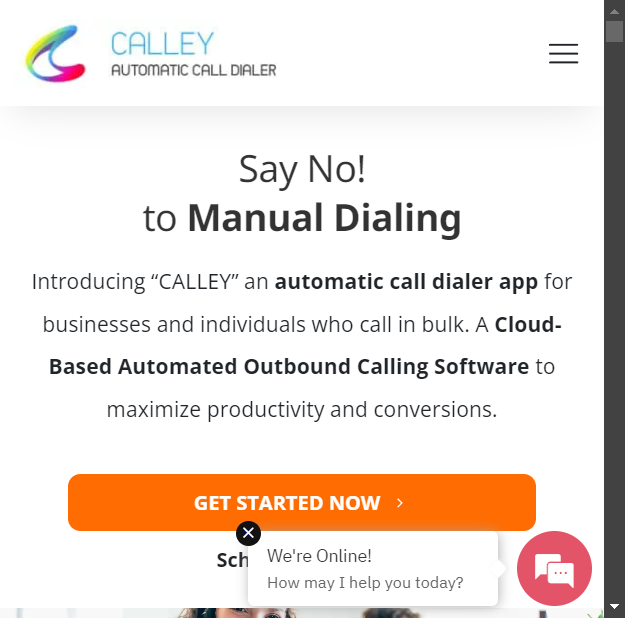 CALLEY
AUTOMATIC CALL DIALER
Say No!
to Manual Dialing
Introducing “CALLEY” an automatic call dialer app for
businesses and individuals who call in bulk. A Cloud-
Based Automated Outbound Calling Software to
maximize productivity and conversions.
GET STARTED NOW
We're Online!
How may I help you today?